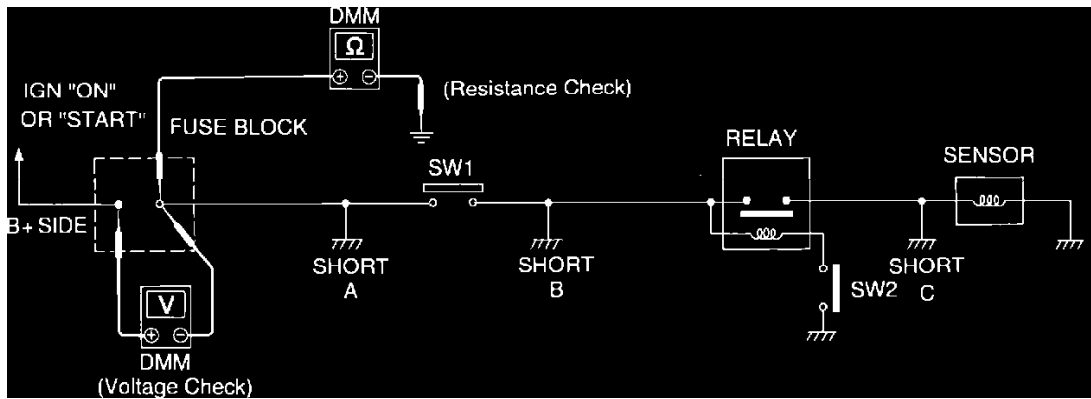 DMM
Ω
+ −
(Resistance Check)
IGN "ON"
OR "START"
FUSE BLOCK
RELAY
SENSOR
SW1
B+ SIDE
SHORT
A
SHORT
B
SW2
SHORT
C
V
+ −
DMM
(Voltage Check)